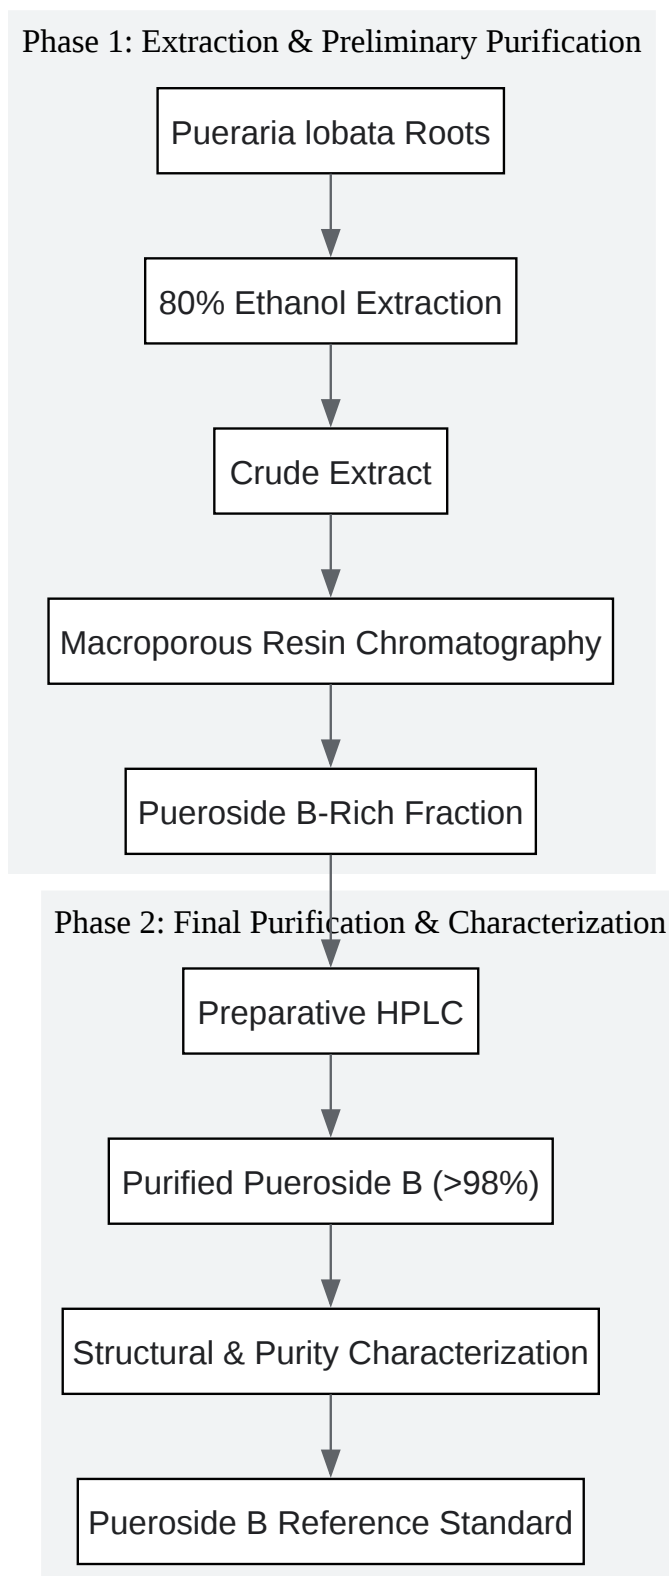 Phase 1: Extraction & Preliminary Purification
Pueraria lobata Roots
80% Ethanol Extraction
Crude Extract
Macroporous Resin Chromatography
Pueroside B-Rich Fraction
Phase 2: Final Purification & Characterization
Preparative HPLC
Purified Pueroside B (>98%)
Structural & Purity Characterization
Pueroside B Reference Standard